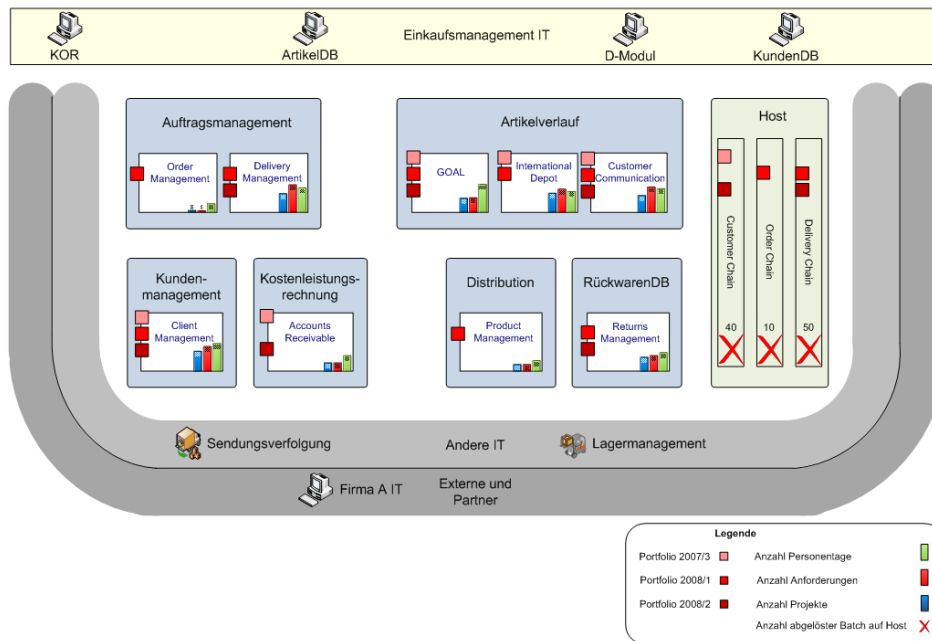 Einkaufsmanagement IT
KOR
ArtikelDB
D-Modul
KundenDB
Auftragsmanagement
Order
Management
Delivery
Management
Artikelverlauf
GOAL
International
Depot
Customer
Communication
Host
Customer Chain
Order Chain
Delivery Chain
40
10
50
Kunden-
management
Client
Management
Kostenleistungs-
rechnung
Accounts
Receivable
Distribution
Product
Management
RückwarenDB
Returns
Management
Sendungsverfolgung
Andere IT
Lagermanagement
Firma A IT
Externe und
Partner
Legende
Portfolio 2007/3
Anzahl Personentage
Portfolio 2008/1
Anzahl Anforderungen
Portfolio 2008/2
Anzahl Projekte
Anzahl abgelöster Batch auf Host